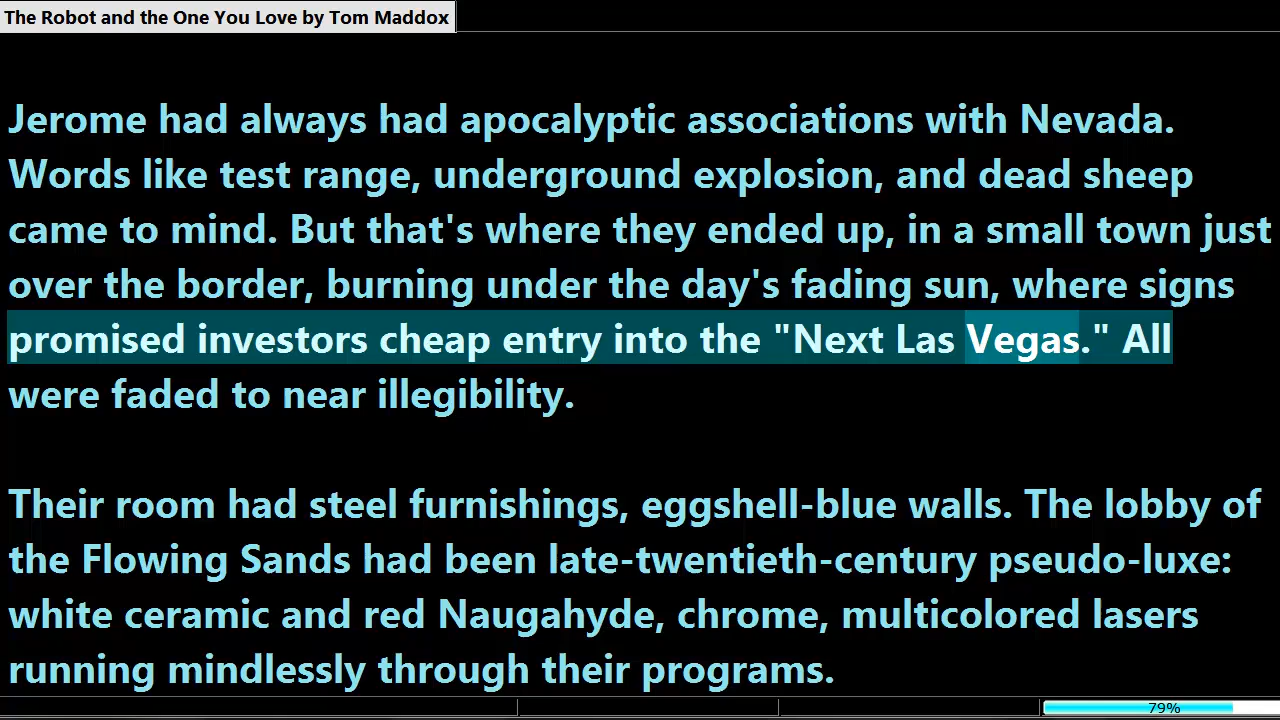 The Robot and the One You Love by Tom Maddox
Jerome had always had apocalyptic associations with Nevada.
Words like test range, underground explosion, and dead sheep
came to mind. But that's where they ended up, in a small town just
over the border, burning under the day's fading sun, where signs
promised investors cheap entry into the "Next Las Vegas." All
were faded to near illegibility.
Their room had steel furnishings, eggshell-blue walls. The lobby of
the Flowing Sands had been late-twentieth-century pseudo-luxe:
white ceramic and red Naugahyde, chrome, multicolored lasers
running mindlessly through their programs.
79%